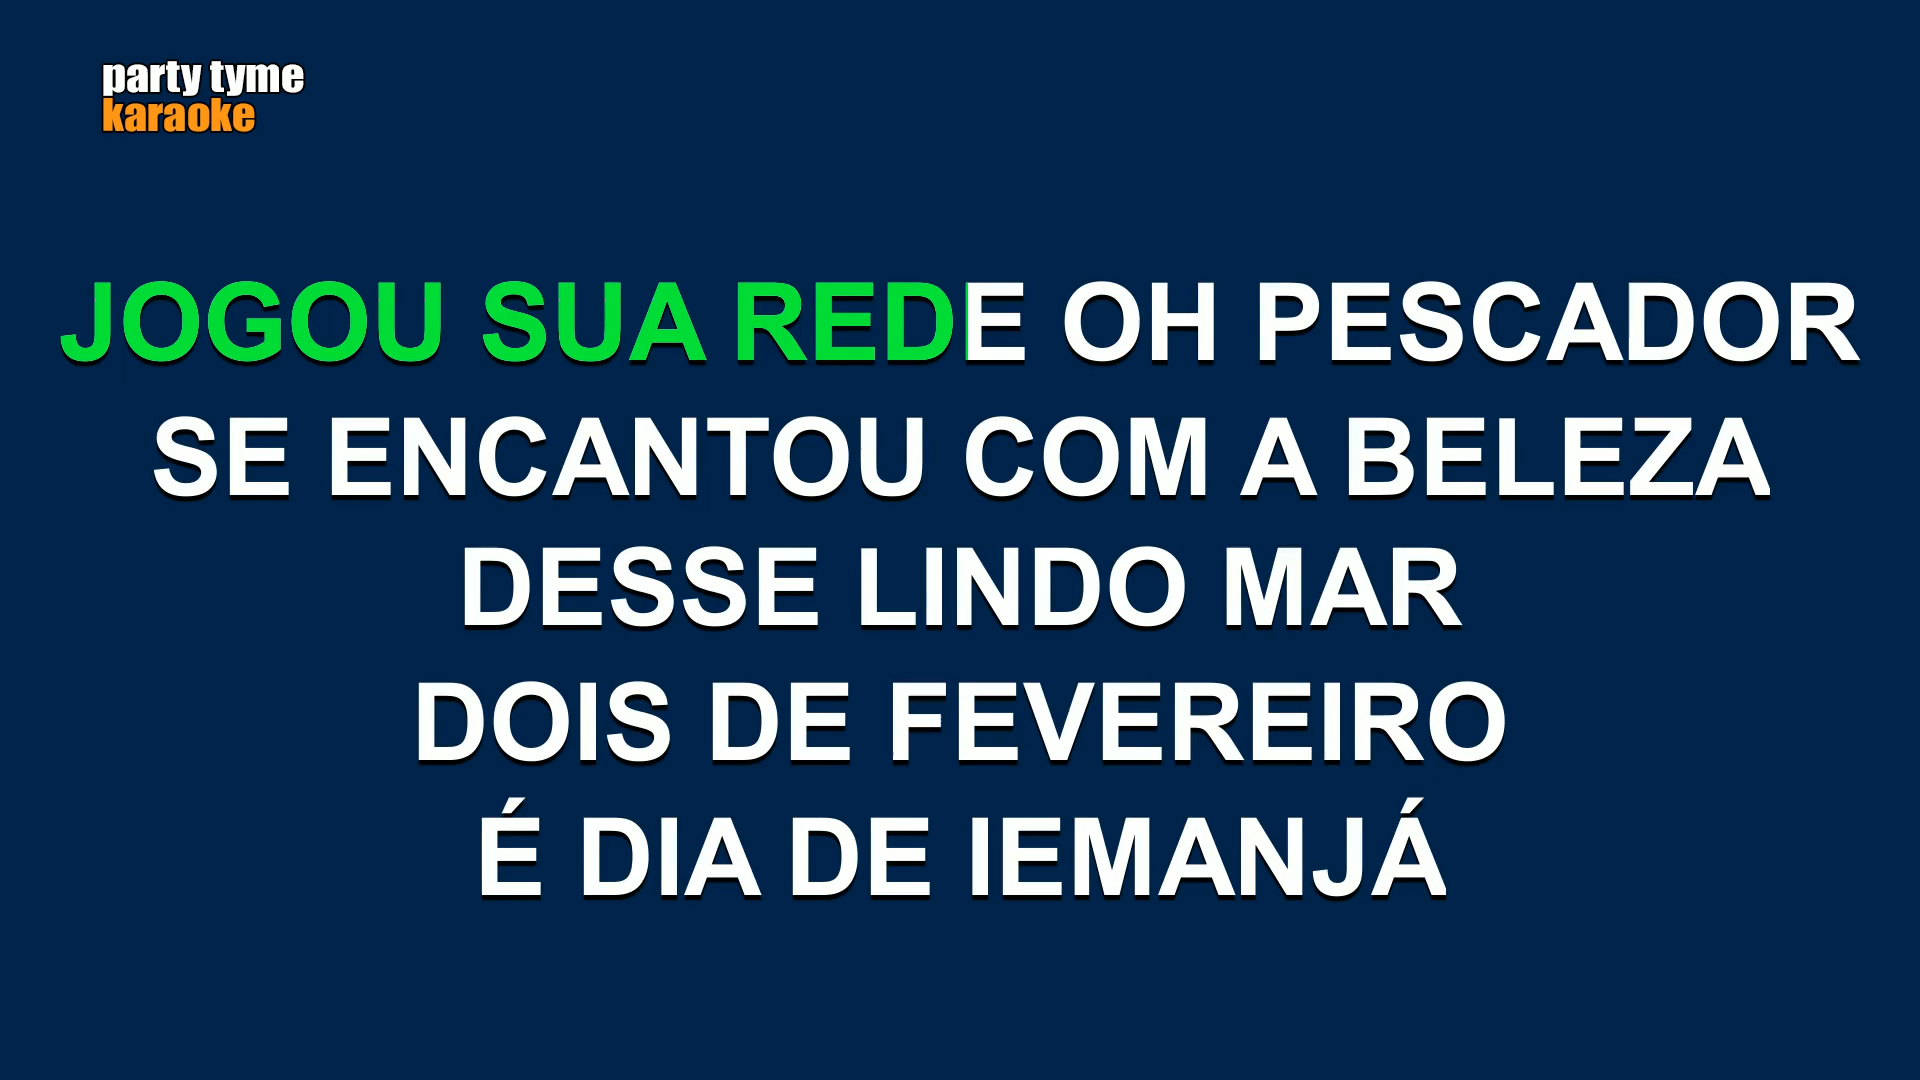 party tyme
karaoke
JOGOU SUA REDE OH PESCADOR
SE ENCANTOU COM A BELEZA
DESSE LINDO MAR
DOIS DE FEVEREIRO
É DIA DE IEMANJÁ